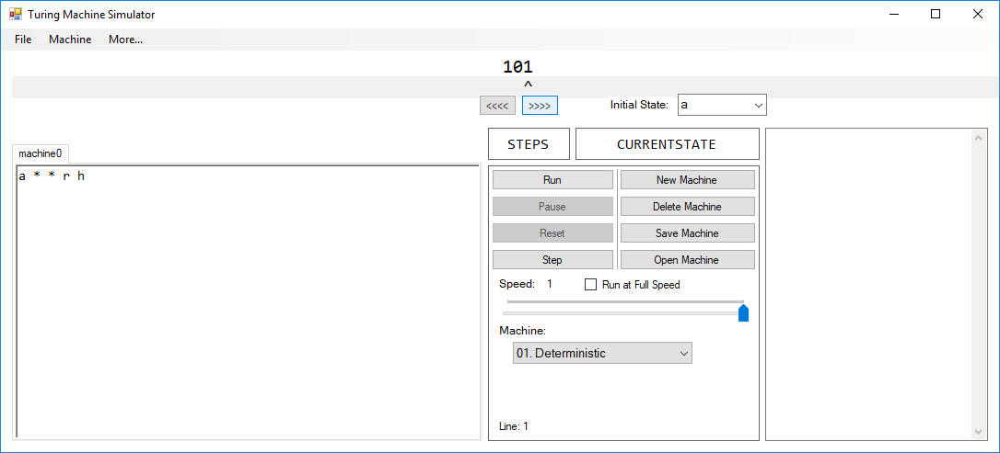 Turing Machine Simulator
File Machine More...
101
^
<<<< >>>> Initial State: a
STEPS CURRENTSTATE
machine0
a * * r h
Run New Machine
Pause Delete Machine
Reset Save Machine
Step Open Machine
Speed: 1 Run at Full Speed
Machine:
01. Deterministic
Line: 1